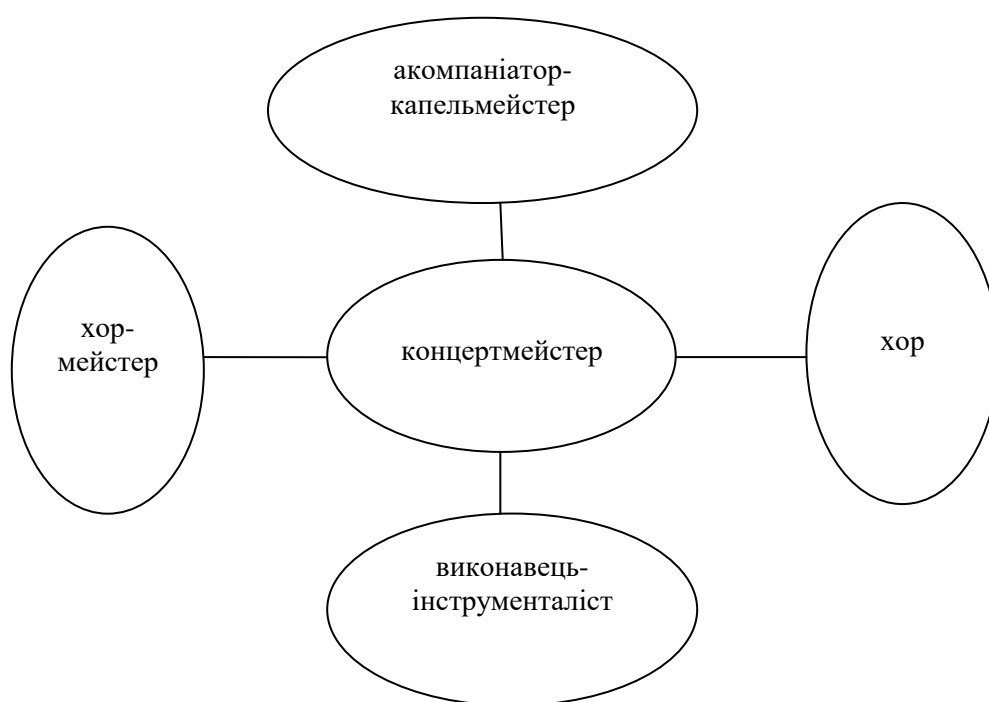 акомпаніатор-
капельмейстер
хор-
мейстер
концертмейстер
хор
виконавець-
інструменталіст